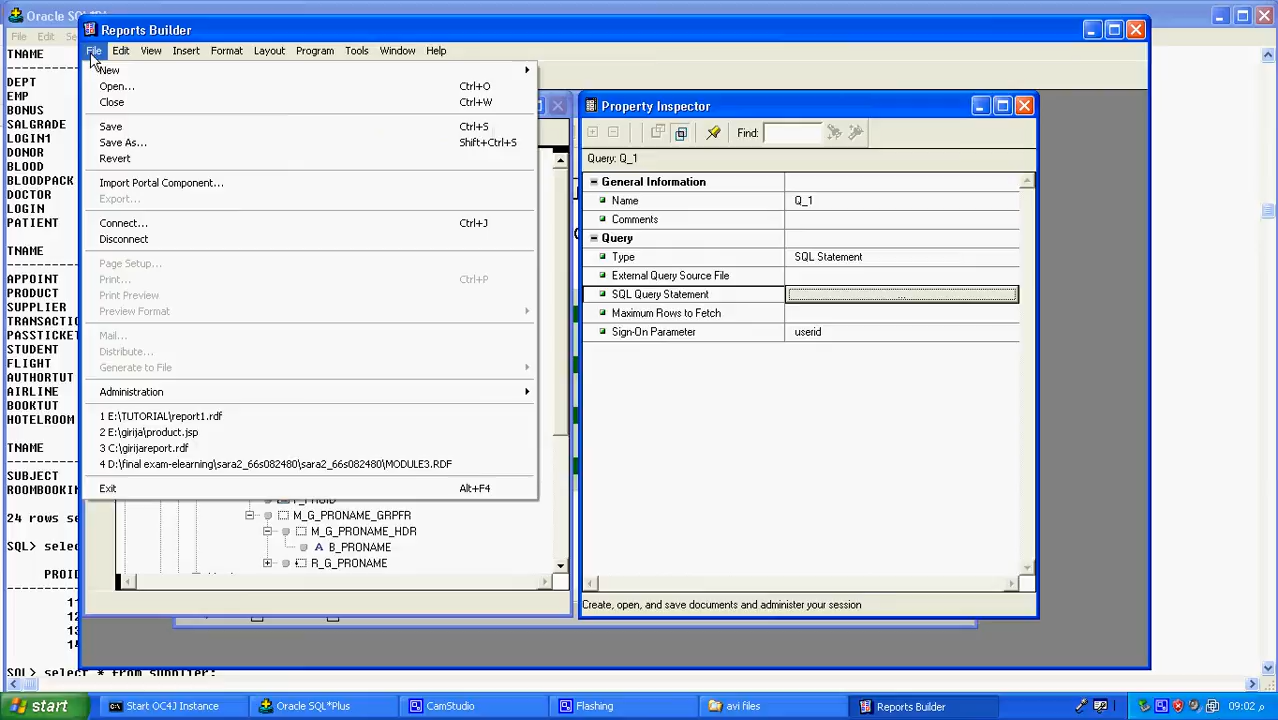 Oracle SQL*Pl
File Edit Se
TNAME
DEPT
EMP
BONUS
SALGRADE
LOGIN1
DONOR
BLOOD
BLOODPACK
DOCTOR
LOGIN
PATIENT
TNAME
APPOINT
PRODUCT
SUPPLIER
TRANSACTIO
PASSTICKET
STUDENT
FLIGHT
AUTHORTUT
AIRLINE
BOOKTUT
HOTELROOM
TNAME
SUBJECT
ROOMBOOKIN
24 rows se
SQL> selec
PROID
11
12
13
14
SQL> select * from supplier;
Reports Builder
File Edit View Insert Format Layout Program Tools Window Help
New
Open... Ctrl+O
Close Ctrl+W
Save Ctrl+S
Save As... Shift+Ctrl+S
Revert
Import Portal Component...
Export...
Connect... Ctrl+J
Disconnect
Page Setup...
Print... Ctrl+P
Print Preview
Preview Format
Mail...
Distribute...
Generate to File
Administration
1 E:\TUTORIAL\report1.rdf
2 E:\girija\product.jsp
3 C:\girijareport.rdf
4 D:\final exam-elearning\sara2_66s082480\sara2_66s082480\MODULE3.RDF
Exit Alt+F4
M_G_PRONAME_GRPFR
M_G_PRONAME_HDR
A B_PRONAME
R_G_PRONAME
Property Inspector
Find:
Query: Q_1
General Information
Name Q_1
Comments
Query
Type SQL Statement
External Query Source File
SQL Query Statement ...
Maximum Rows to Fetch
Sign-On Parameter userid
Create, open, and save documents and administer your session
start Start OC4J Instance Oracle SQL*Plus CamStudio Flashing avi files Reports Builder 09:02 م